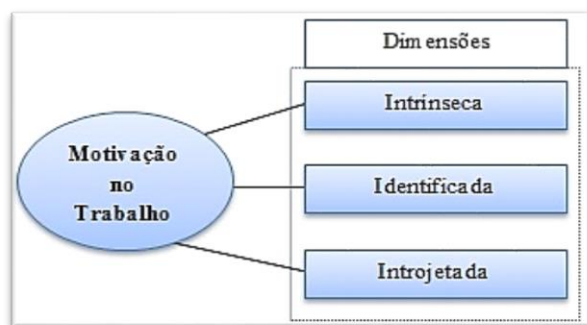 Dimensões
Intrínseca
Motivação
no
Trabalho
Identificada
Introjetada